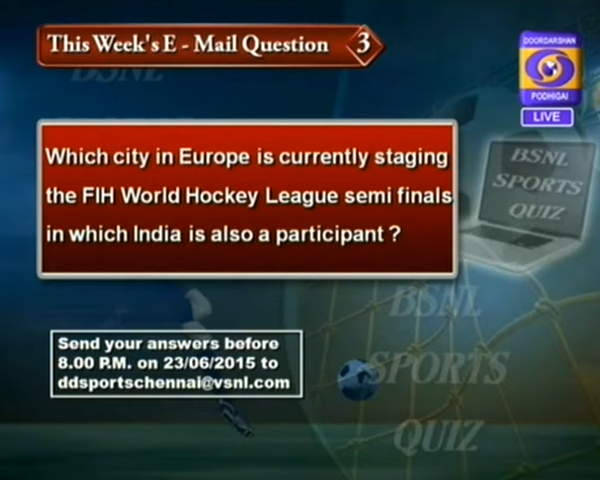 This Week's E - Mail Question 3
DOORDARSHAN
PODHIGAI
LIVE
BSNL
Which city in Europe is currently staging
the FIH World Hockey League semi finals
in which India is also a participant ?
BSNL
SPORTS
QUIZ
Send your answers before
8.00 P.M. on 23/06/2015 to
ddsportschennai@vsnl.com
BSNL
SPORTS
QUIZ